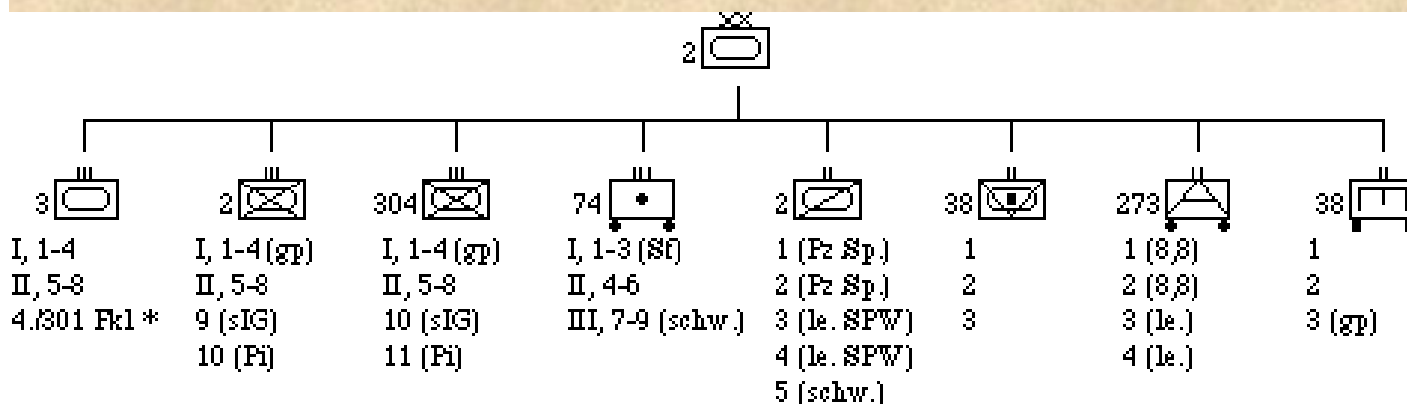 2
3
I, 1-4
II, 5-8
4./301 Fkl *
2
I, 1-4 (gp)
II, 5-8
9 (sIG)
10 (Pi)
304
I, 1-4 (gp)
II, 5-8
10 (sIG)
11 (Pi)
74
I, 1-3 (Sf)
II, 4-6
III, 7-9 (schw.)
2
1 (Pz.Sp.)
2 (Pz.Sp.)
3 (le. SPW)
4 (le. SPW)
5 (schw.)
38
1
2
3
273
1 (8,8)
2 (8,8)
3 (le.)
4 (le.)
38
1
2
3 (gp)